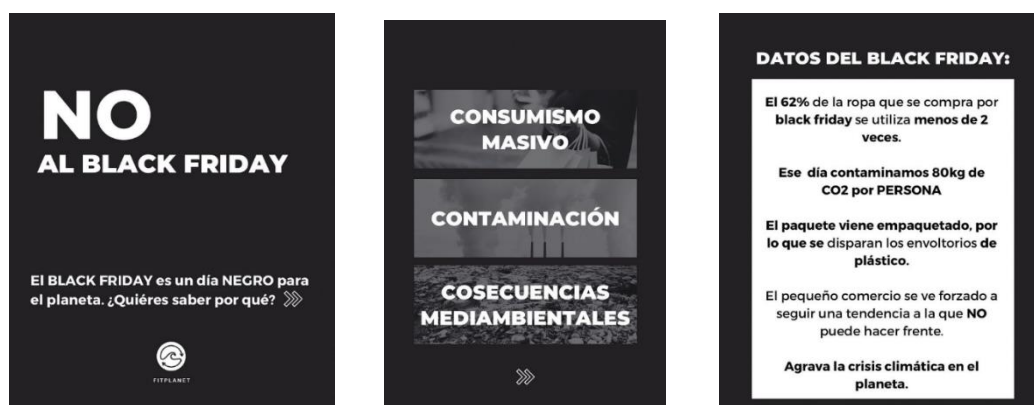 NO
AL BLACK FRIDAY
El BLACK FRIDAY es un día NEGRO para
el planeta. ¿Quiéres saber por qué?
FITPLANET
CONSUMISMO
MASIVO
CONTAMINACIÓN
COSECUENCIAS
MEDIAMBIENTALES
DATOS DEL BLACK FRIDAY:
El 62% de la ropa que se compra por
black friday se utiliza menos de 2
veces.
Ese día contaminamos 80kg de
CO2 por PERSONA
El paquete viene empaquetado, por
lo que se disparan los envoltorios de
plástico.
El pequeño comercio se ve forzado a
seguir una tendencia a la que NO
puede hacer frente.
Agrava la crisis climática en el
planeta.